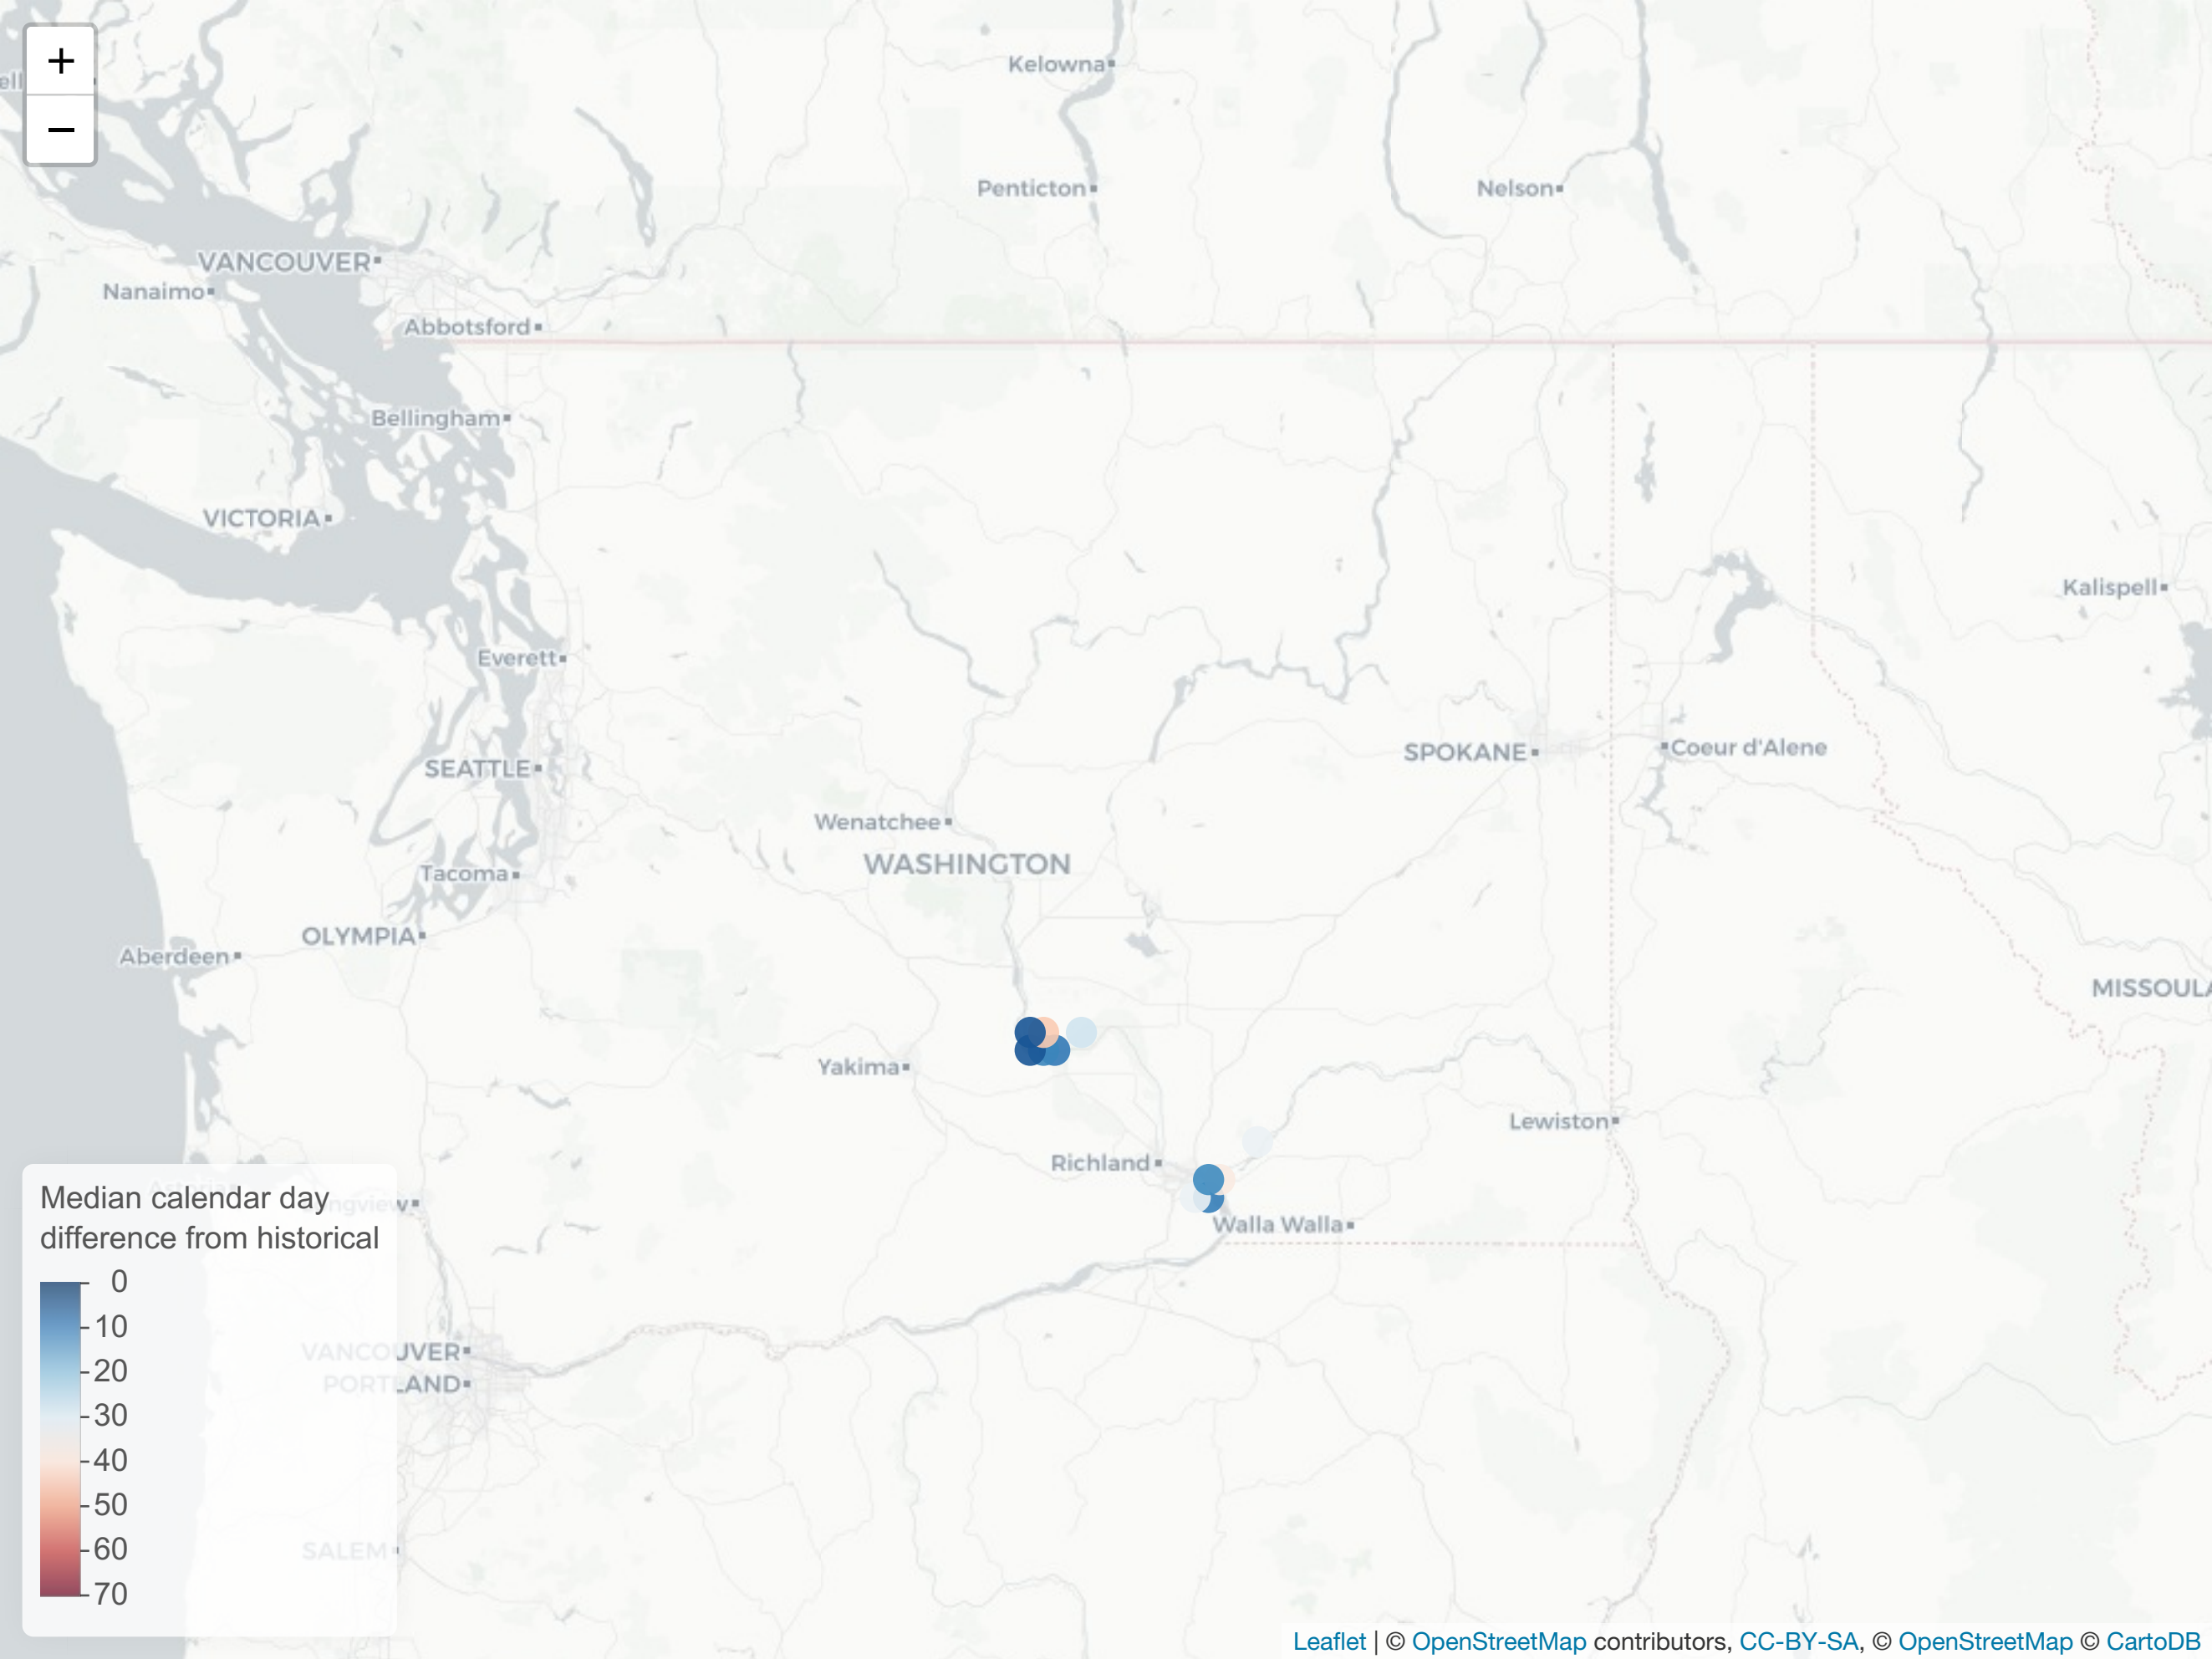 +
−
Kelowna
Penticton
Nelson
VANCOUVER
Nanaimo
Abbotsford
Bellingham
VICTORIA
Kalispell
Everett
SPOKANE
Coeur d'Alene
SEATTLE
Wenatchee
WASHINGTON
Tacoma
OLYMPIA
Aberdeen
MISSOULA
Yakima
Lewiston
Richland
Walla Walla
Median calendar day
difference from historical
0
10
20
30
40
50
60
70
Astoria
ngview
VANCOUVER
PORTLAND
SALEM
Leaflet | © OpenStreetMap contributors, CC-BY-SA, © OpenStreetMap © CartoDB